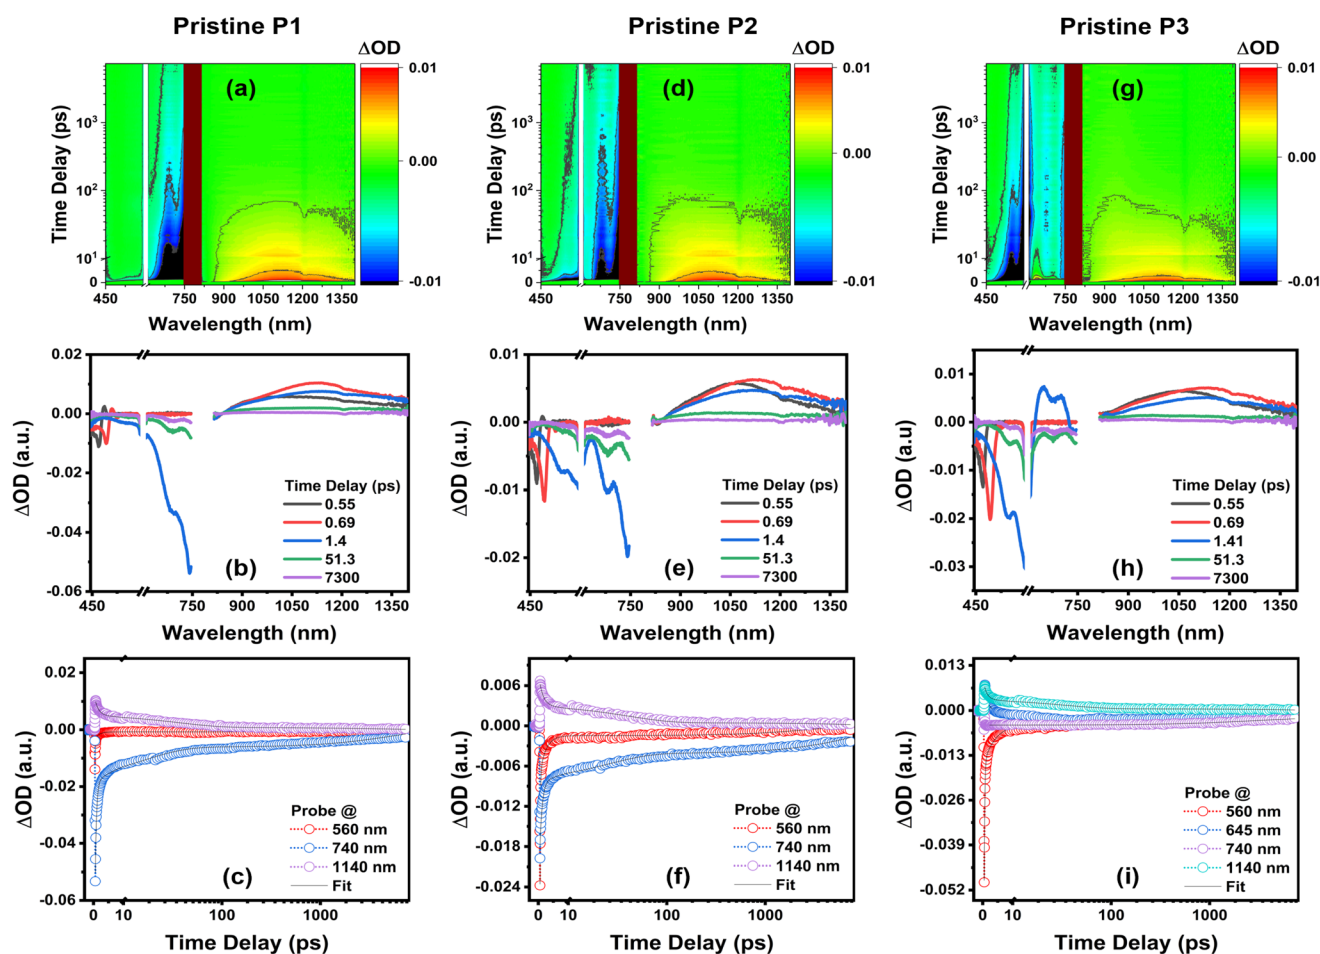 Pristine P1
Pristine P2
Pristine P3
ΔOD
0.01
0.00
-0.01
(a)
Time Delay (ps)
10³
10²
10¹
0
450
750
900
1050
1200
1350
Wavelength (nm)
ΔOD
0.01
0.00
-0.01
(d)
Time Delay (ps)
10³
10²
10¹
0
450
750
900
1050
1200
1350
Wavelength (nm)
ΔOD
0.01
0.00
-0.01
(g)
Time Delay (ps)
10³
10²
10¹
0
450
750
900
1050
1200
1350
Wavelength (nm)
0.02
0.00
-0.02
-0.04
-0.06
ΔOD (a.u.)
Time Delay (ps)
0.55
0.69
1.4
51.3
7300
(b)
450
750
900
1050
1200
1350
Wavelength (nm)
0.01
0.00
-0.01
-0.02
ΔOD (a.u.)
Time Delay (ps)
0.55
0.69
1.4
51.3
7300
(e)
450
750
900
1050
1200
1350
Wavelength (nm)
0.015
0.000
-0.015
-0.03
ΔOD (a.u)
Time Delay (ps)
0.55
0.69
1.41
51.3
7300
(h)
450
750
900
1050
1200
1350
Wavelength (nm)
0.02
0.00
-0.02
-0.04
-0.06
ΔOD (a.u.)
Probe @
560 nm
740 nm
1140 nm
Fit
(c)
0
10
100
1000
Time Delay (ps)
0.006
0.000
-0.006
-0.012
-0.018
-0.024
ΔOD (a.u.)
Probe @
560 nm
740 nm
1140 nm
Fit
(f)
0
10
100
1000
Time Delay (ps)
0.013
0.000
-0.013
-0.026
-0.039
-0.052
ΔOD (a.u.)
Probe @
560 nm
645 nm
740 nm
1140 nm
Fit
(i)
0
10
100
1000
Time Delay (ps)